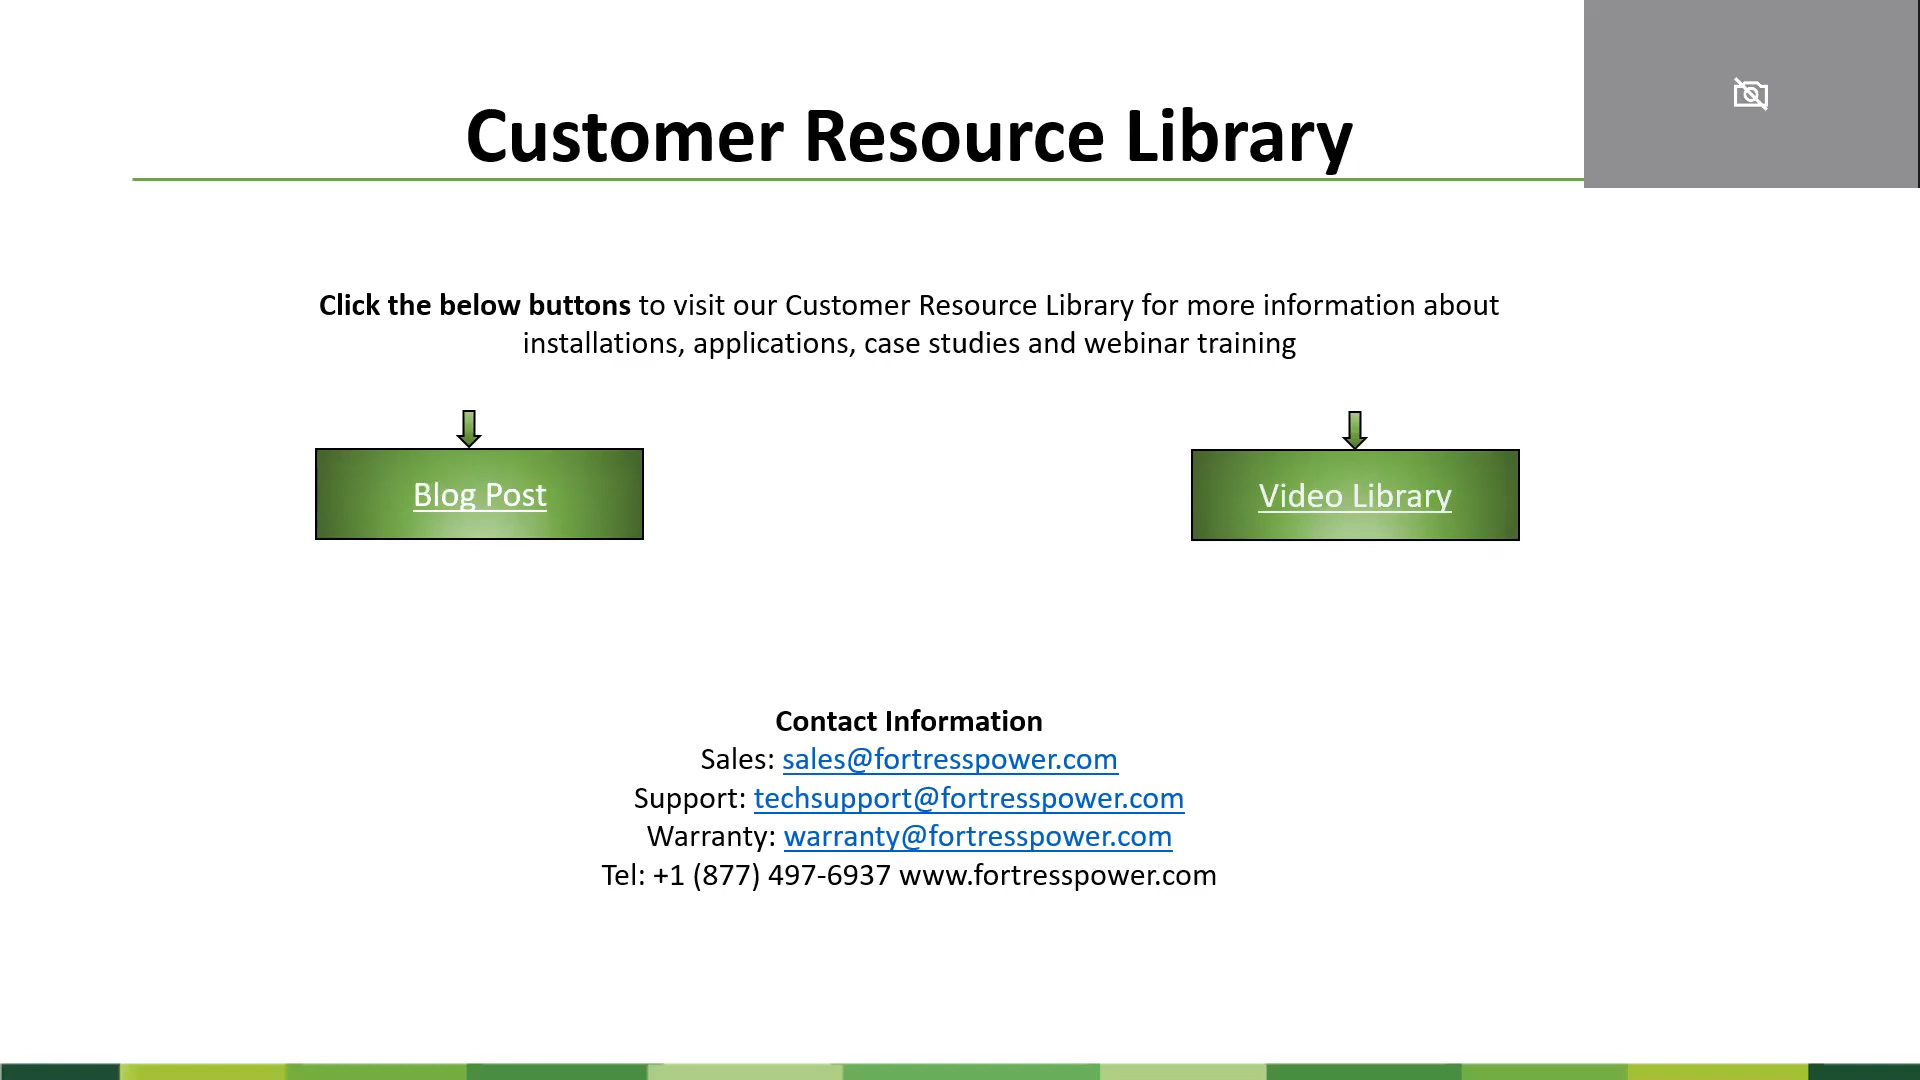 Customer Resource Library
Click the below buttons to visit our Customer Resource Library for more information about
installations, applications, case studies and webinar training
Blog Post
Video Library
Contact Information
Sales: sales@fortresspower.com
Support: techsupport@fortresspower.com
Warranty: warranty@fortresspower.com
Tel: +1 (877) 497-6937 www.fortresspower.com